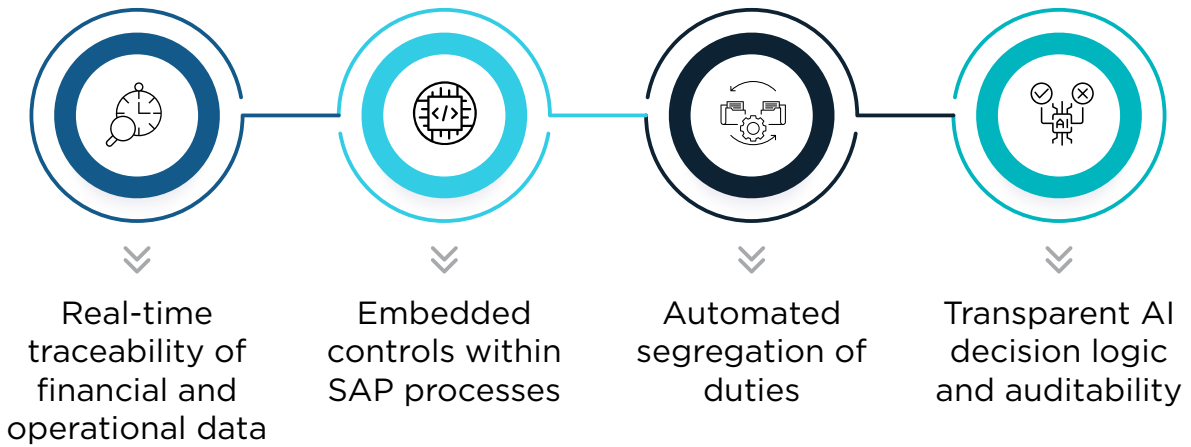 </>
AI
Real-time
traceability of
financial and
operational data
Embedded
controls within
SAP processes
Automated
segregation of
duties
Transparent AI
decision logic
and auditability